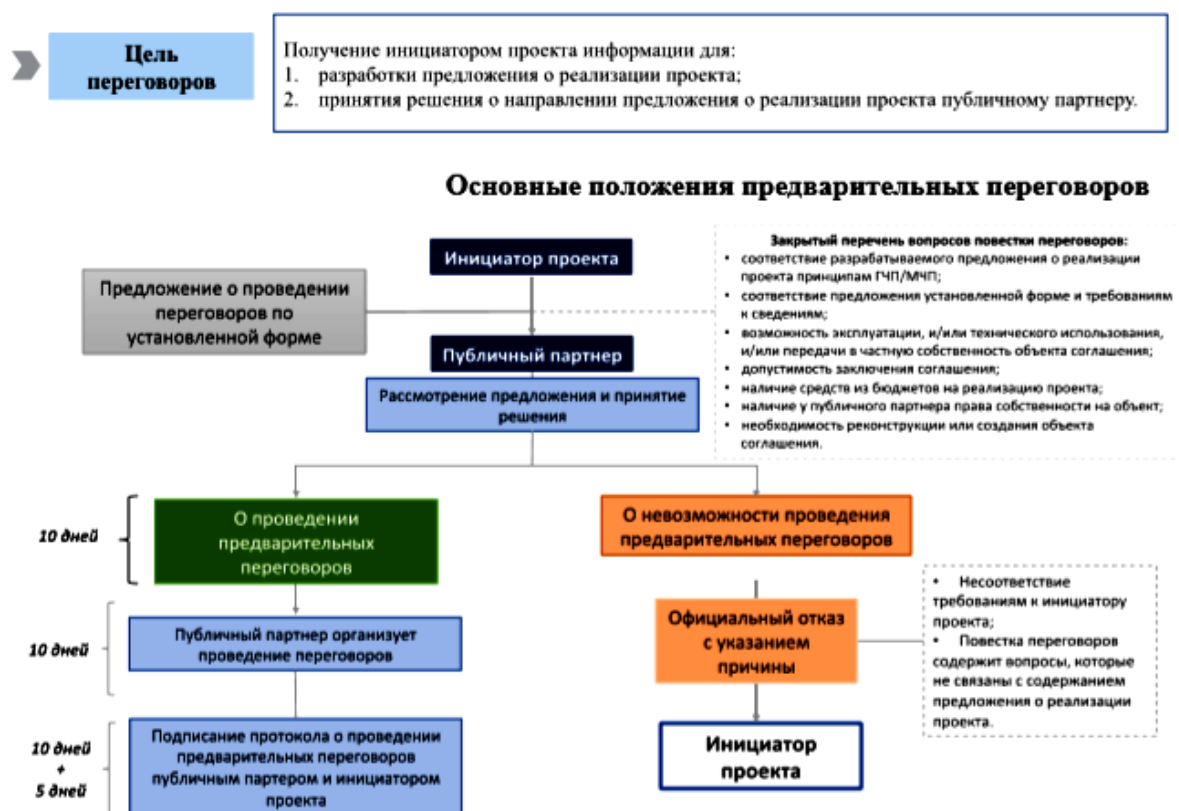 Цель
переговоров
Получение инициатором проекта информации для:
1. разработки предложения о реализации проекта;
2. принятия решения о направлении предложения о реализации проекта публичному партнеру.
Основные положения предварительных переговоров
Инициатор проекта
Предложение о проведении
переговоров по
установленной форме
Закрытый перечень вопросов повестки переговоров:
• соответствие разрабатываемого предложения о реализации
проекта принципам ГЧП/МЧП;
• соответствие предложения установленной форме и требованиям
к сведениям;
• возможность эксплуатации, и/или технического использования,
и/или передачи в частную собственность объекта соглашения;
• допустимость заключения соглашения;
• наличие средств из бюджетов на реализацию проекта;
• наличие у публичного партнера права собственности на объект;
• необходимость реконструкции или создания объекта
соглашения.
Публичный партнер
Рассмотрение предложения и принятие
решения
10 дней
О проведении
предварительных
переговоров
О невозможности проведения
предварительных переговоров
10 дней
Публичный партнер организует
проведение переговоров
Официальный отказ
с указанием
причины
• Несоответствие
требованиям к инициатору
проекта;
• Повестка переговоров
содержит вопросы, которые
не связаны с содержанием
предложения о реализации
проекта.
10 дней
+
5 дней
Подписание протокола о проведении
предварительных переговоров
публичным партером и инициатором
проекта
Инициатор
проекта